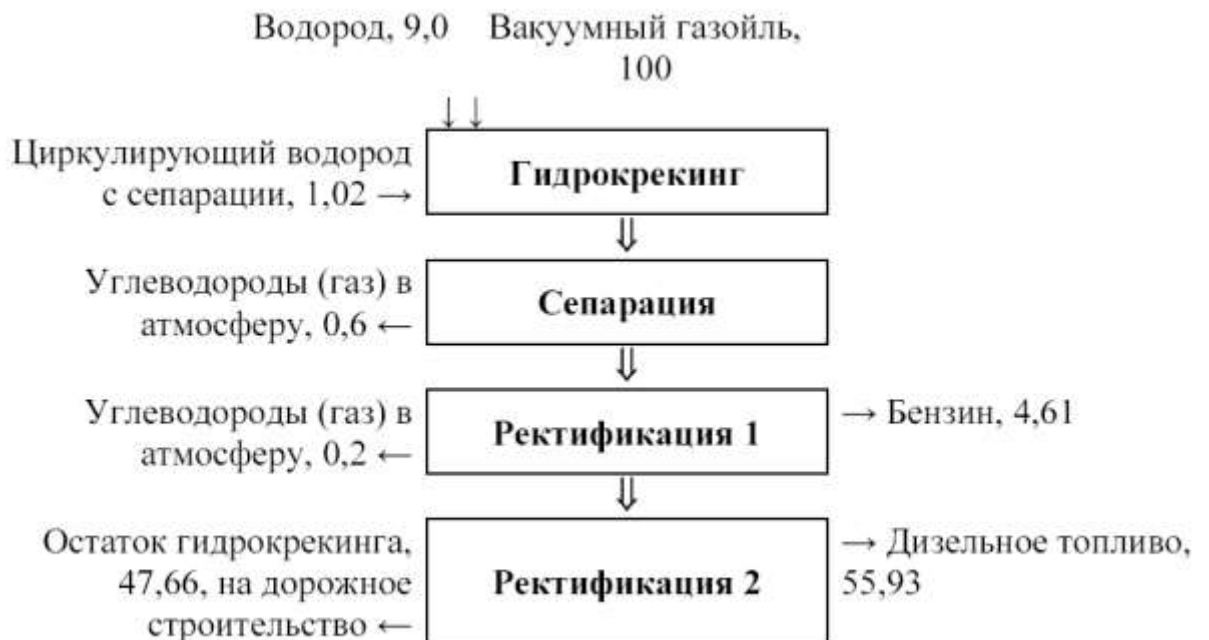 Водород, 9,0 Вакуумный газойль,
100
↓ ↓
Циркулирующий водород
с сепарации, 1,02 →
Гидрокрекинг
⇓
Углеводороды (газ) в
атмосферу, 0,6 ←
Сепарация
⇓
Углеводороды (газ) в
атмосферу, 0,2 ←
Ректификация 1
→ Бензин, 4,61
⇓
Остаток гидрокрекинга,
47,66, на дорожное
строительство ←
Ректификация 2
→ Дизельное топливо,
55,93